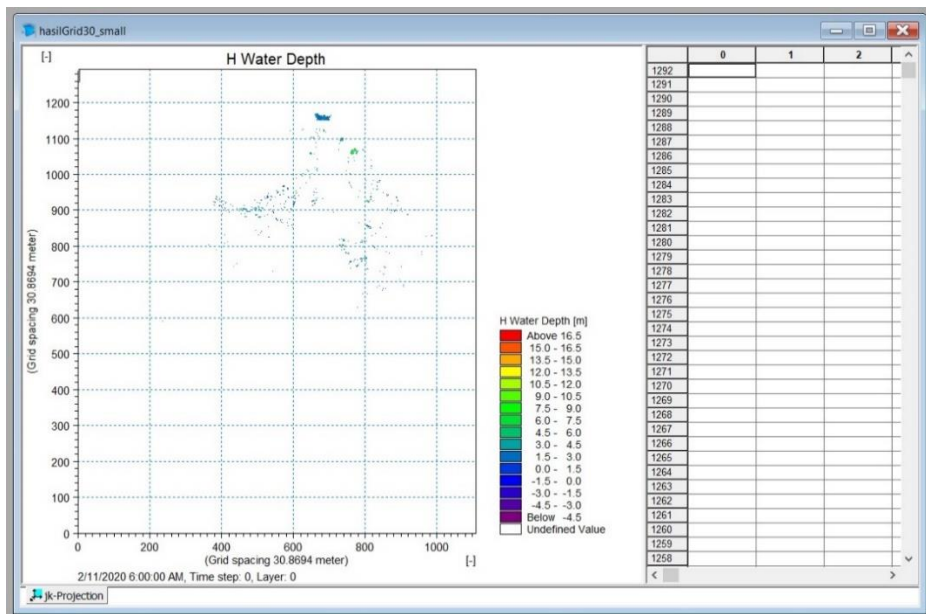 hasilGrid30_small
[-]
H Water Depth
1200
1100
1000
900
800
700
600
500
400
300
200
100
0
(Grid spacing 30.8694 meter)
0 200 400 600 800 1000
(Grid spacing 30.8694 meter) [-]
2/11/2020 6:00:00 AM, Time step: 0, Layer: 0
H Water Depth [m]
Above 16.5
15.0 - 16.5
13.5 - 15.0
12.0 - 13.5
10.5 - 12.0
9.0 - 10.5
7.5 - 9.0
6.0 - 7.5
4.5 - 6.0
3.0 - 4.5
1.5 - 3.0
0.0 - 1.5
-1.5 - 0.0
-3.0 - -1.5
-4.5 - -3.0
Below -4.5
Undefined Value
0 1 2
1292
1291
1290
1289
1288
1287
1286
1285
1284
1283
1282
1281
1280
1279
1278
1277
1276
1275
1274
1273
1272
1271
1270
1269
1268
1267
1266
1265
1264
1263
1262
1261
1260
1259
1258
jk-Projection